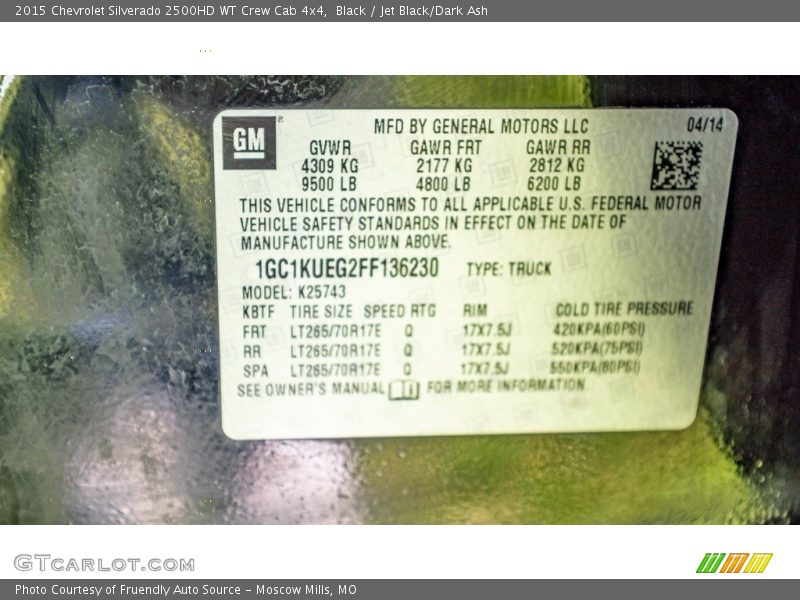 2015 Chevrolet Silverado 2500HD WT Crew Cab 4x4,  Black / Jet Black/Dark Ash
GM
MFD BY GENERAL MOTORS LLC 04/14
GVWR GAWR FRT GAWR RR
4309 KG 2177 KG 2812 KG
9500 LB 4800 LB 6200 LB
THIS VEHICLE CONFORMS TO ALL APPLICABLE U.S. FEDERAL MOTOR
VEHICLE SAFETY STANDARDS IN EFFECT ON THE DATE OF
MANUFACTURE SHOWN ABOVE.
1GC1KUEG2FF136230 TYPE: TRUCK
MODEL: K25743
KBTF TIRE SIZE SPEED RTG RIM COLD TIRE PRESSURE
FRT LT265/70R17E Q 17X7.5J 420KPA(60PSI)
RR LT265/70R17E Q 17X7.5J 520KPA(75PSI)
SPA LT265/70R17E Q 17X7.5J 550KPA(80PSI)
SEE OWNER'S MANUAL FOR MORE INFORMATION
GTCARLOT.COM
Photo Courtesy of Fruendly Auto Source – Moscow Mills, MO